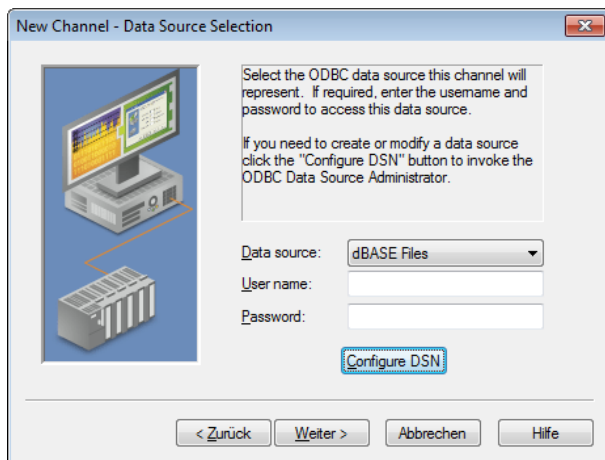 New Channel - Data Source Selection
Select the ODBC data source this channel will
represent.  If required, enter the username and
password to access this data source.
If you need to create or modify a data source
click the "Configure DSN" button to invoke the
ODBC Data Source Administrator.
Data source: dBASE Files
User name:
Password:
Configure DSN
< Zurück Weiter > Abbrechen Hilfe